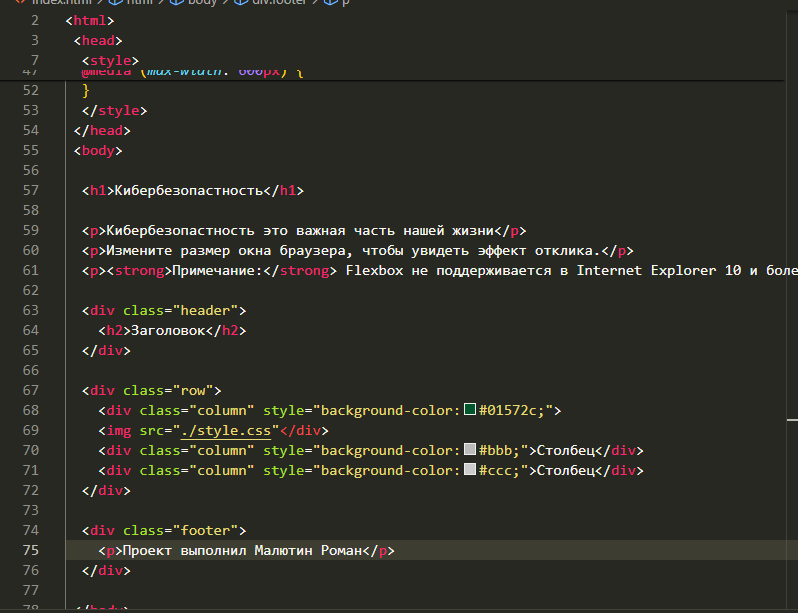 index.html > html > body > div.footer > p
2 <html>
3 <head>
7 <style>
47 @media (max-width: 600px) {
52 }
53 </style>
54 </head>
55 <body>
56
57 <h1>Кибербезопастность</h1>
58
59 <p>Кибербезопастность это важная часть нашей жизни</p>
60 <p>Измените размер окна браузера, чтобы увидеть эффект отклика.</p>
61 <p><strong>Примечание:</strong> Flexbox не поддерживается в Internet Explorer 10 и боле
62
63 <div class="header">
64 <h2>Заголовок</h2>
65 </div>
66
67 <div class="row">
68 <div class="column" style="background-color:#01572c;">
69 <img src="./style.css"</div>
70 <div class="column" style="background-color:#bbb;">Столбец</div>
71 <div class="column" style="background-color:#ccc;">Столбец</div>
72 </div>
73
74 <div class="footer">
75 <p>Проект выполнил Малютин Роман</p>
76 </div>
77
78 </body>